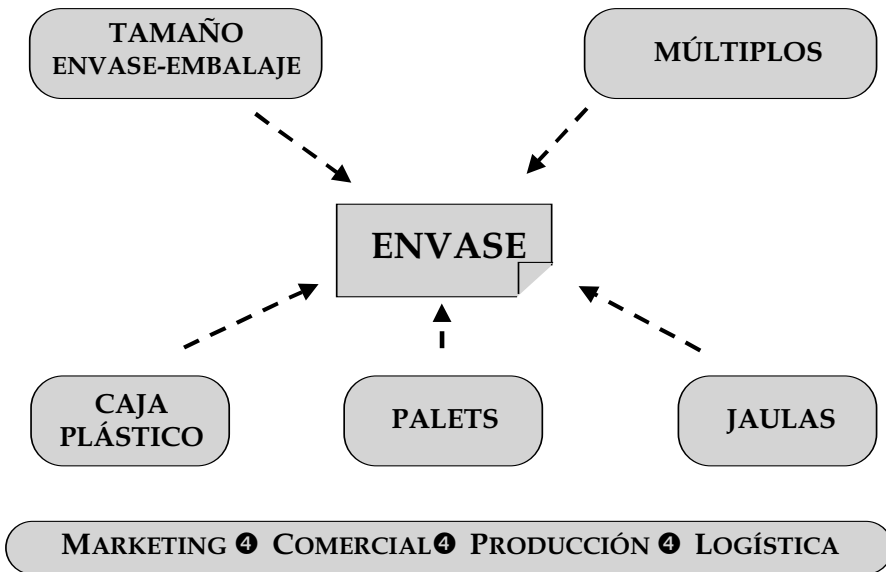 TAMAÑO
ENVASE-EMBALAJE
MÚLTIPLOS
ENVASE
CAJA
PLÁSTICO
PALETS
JAULAS
MARKETING ❹ COMERCIAL❹ PRODUCCIÓN ❹ LOGÍSTICA